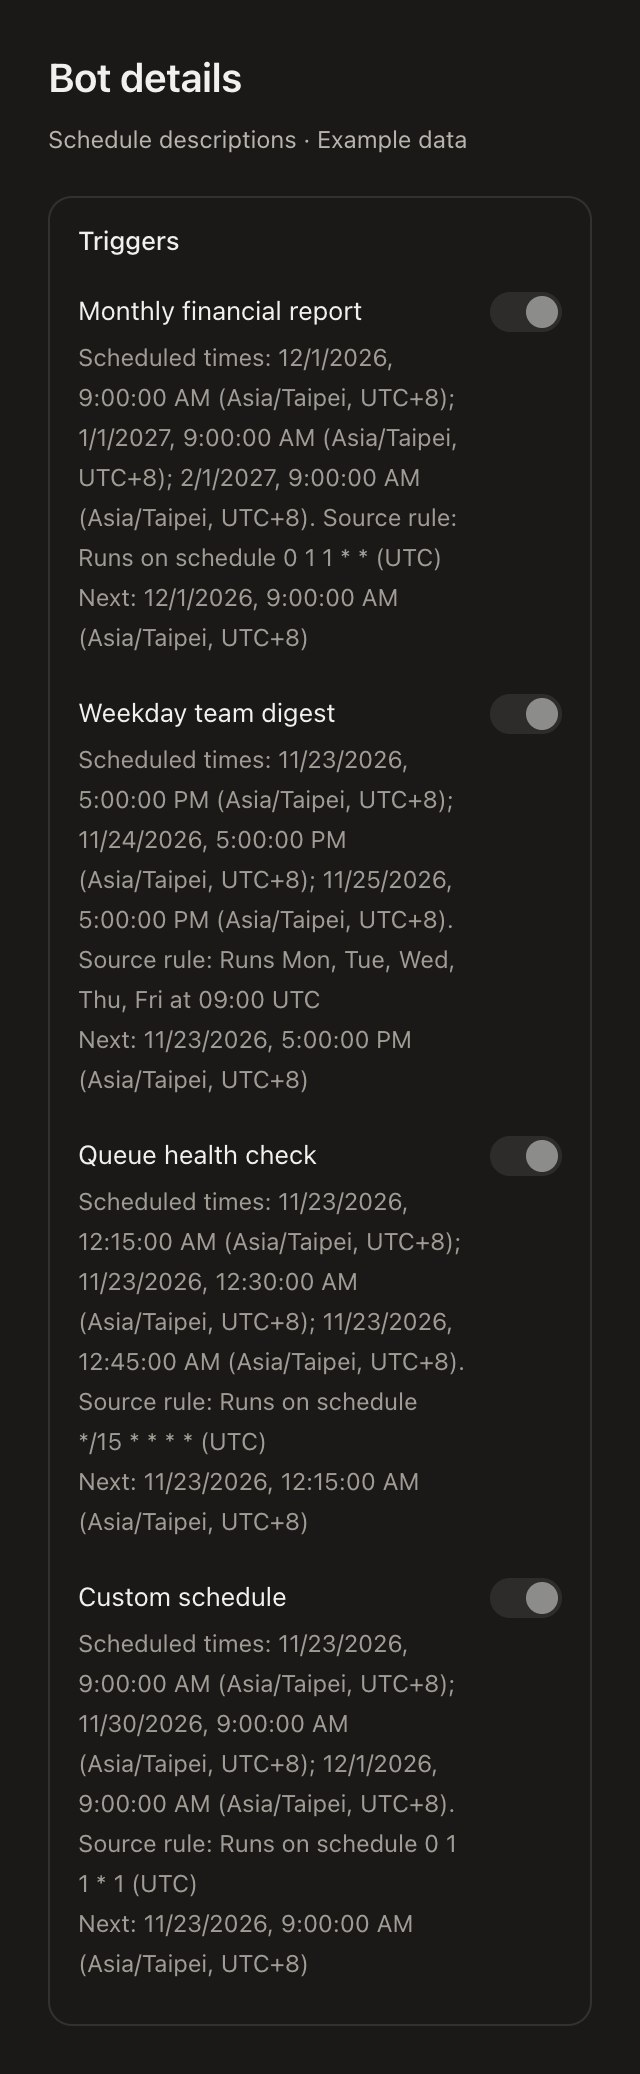 Bot details
Schedule descriptions · Example data
Triggers
Monthly financial report
Scheduled times: 12/1/2026,
9:00:00 AM (Asia/Taipei, UTC+8);
1/1/2027, 9:00:00 AM (Asia/Taipei,
UTC+8); 2/1/2027, 9:00:00 AM
(Asia/Taipei, UTC+8). Source rule:
Runs on schedule 0 1 1 * * (UTC)
Next: 12/1/2026, 9:00:00 AM
(Asia/Taipei, UTC+8)
Weekday team digest
Scheduled times: 11/23/2026,
5:00:00 PM (Asia/Taipei, UTC+8);
11/24/2026, 5:00:00 PM
(Asia/Taipei, UTC+8); 11/25/2026,
5:00:00 PM (Asia/Taipei, UTC+8).
Source rule: Runs Mon, Tue, Wed,
Thu, Fri at 09:00 UTC
Next: 11/23/2026, 5:00:00 PM
(Asia/Taipei, UTC+8)
Queue health check
Scheduled times: 11/23/2026,
12:15:00 AM (Asia/Taipei, UTC+8);
11/23/2026, 12:30:00 AM
(Asia/Taipei, UTC+8); 11/23/2026,
12:45:00 AM (Asia/Taipei, UTC+8).
Source rule: Runs on schedule
*/15 * * * * (UTC)
Next: 11/23/2026, 12:15:00 AM
(Asia/Taipei, UTC+8)
Custom schedule
Scheduled times: 11/23/2026,
9:00:00 AM (Asia/Taipei, UTC+8);
11/30/2026, 9:00:00 AM
(Asia/Taipei, UTC+8); 12/1/2026,
9:00:00 AM (Asia/Taipei, UTC+8).
Source rule: Runs on schedule 0 1
1 * 1 (UTC)
Next: 11/23/2026, 9:00:00 AM
(Asia/Taipei, UTC+8)